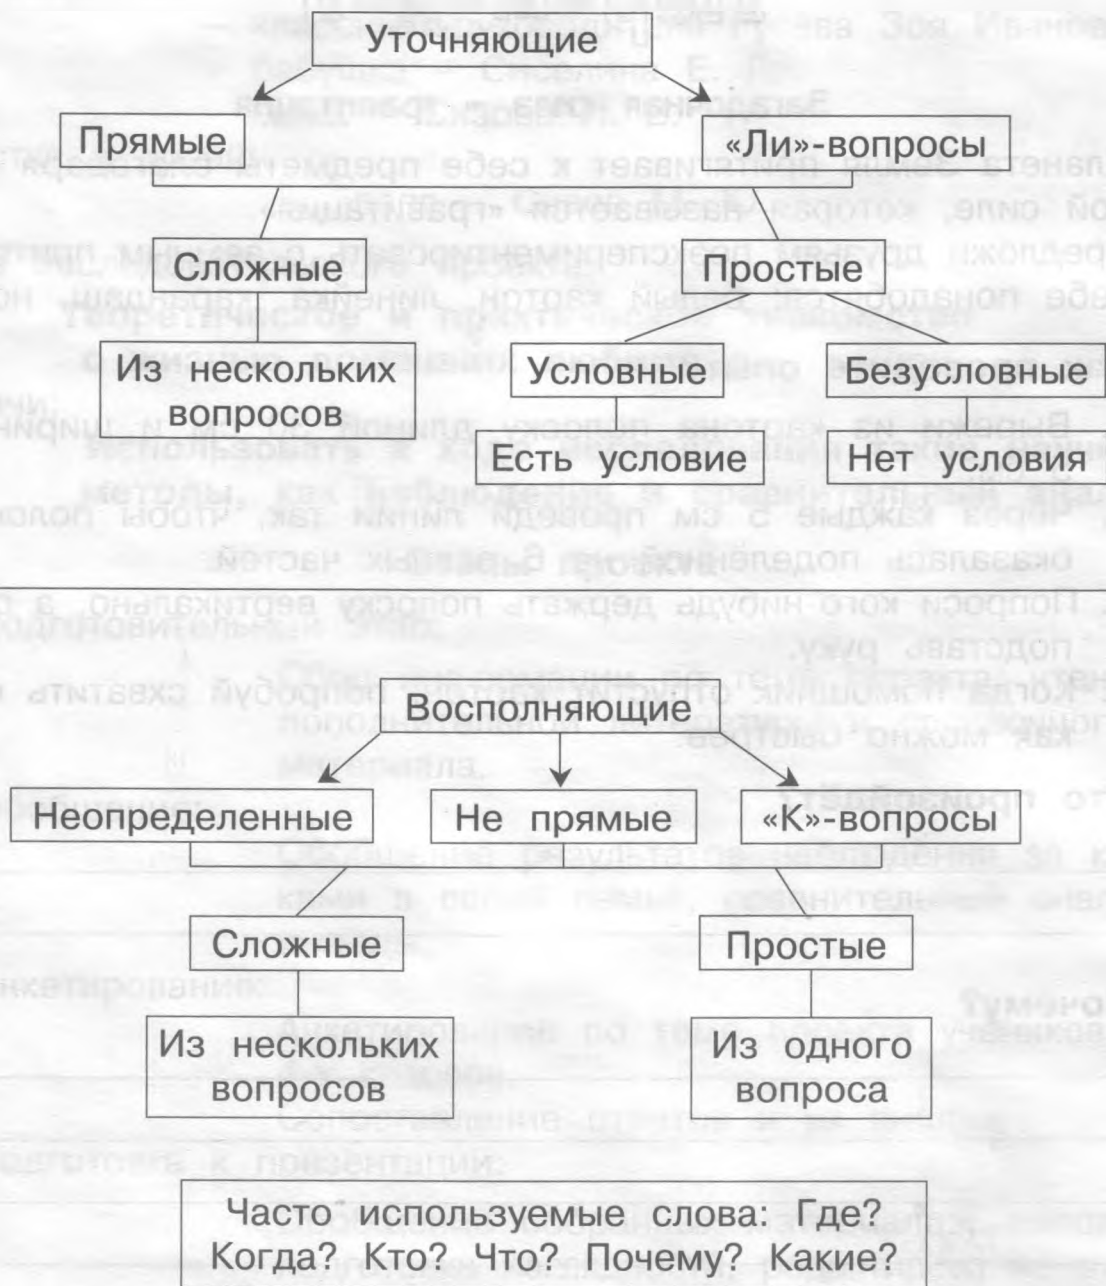 Уточняющие
Прямые
«Ли»-вопросы
Сложные
Простые
Из нескольких
вопросов
Условные
Безусловные
Есть условие
Нет условия
Восполняющие
Неопределенные
Не прямые
«К»-вопросы
Сложные
Простые
Из нескольких
вопросов
Из одного
вопроса
Часто используемые слова: Где?
Когда? Кто? Что? Почему? Какие?